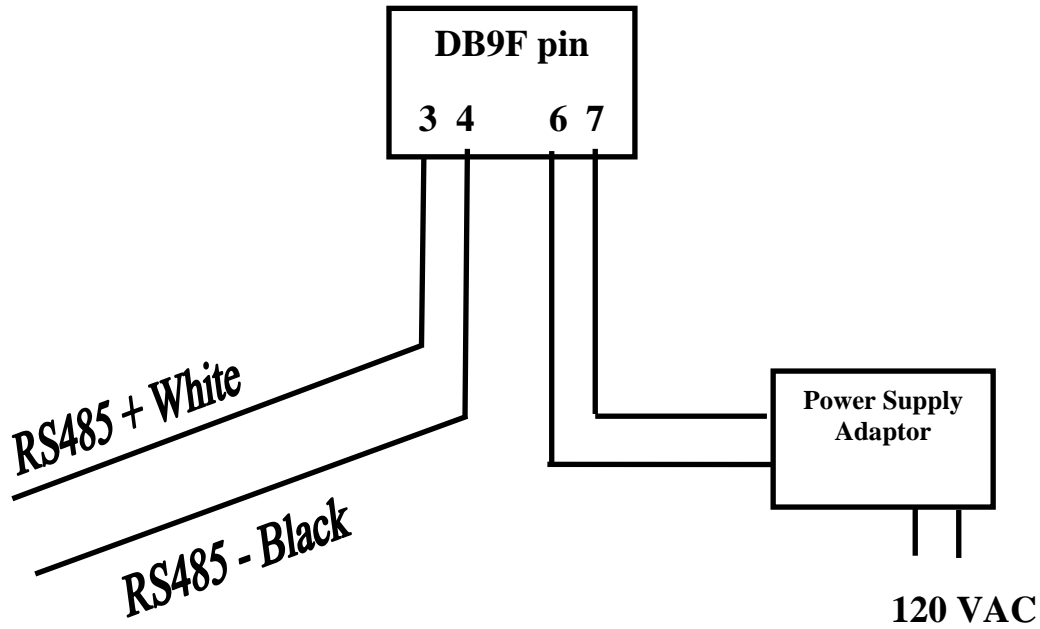 DB9F pin
3 4 6 7
RS485 + White
RS485 - Black
Power Supply
Adaptor
120 VAC